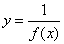 y = 1 / f(x)